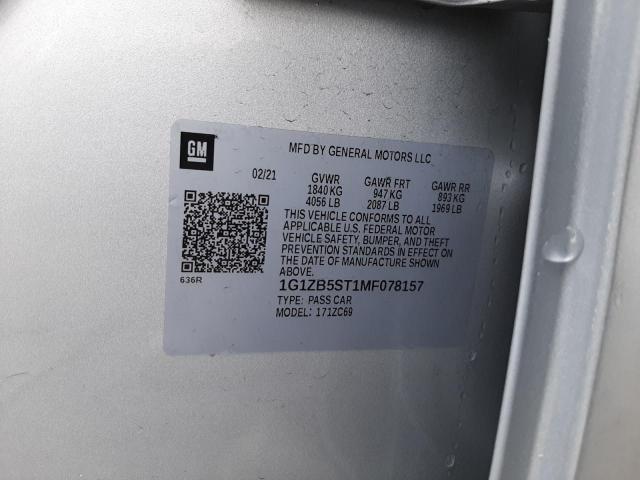 GM
MFD BY GENERAL MOTORS LLC
02/21 GVWR GAWR FRT GAWR RR
1840 KG 947 KG 893 KG
4056 LB 2087 LB 1969 LB
THIS VEHICLE CONFORMS TO ALL
APPLICABLE U.S. FEDERAL MOTOR
VEHICLE SAFETY, BUMPER, AND THEFT
PREVENTION STANDARDS IN EFFECT ON
THE DATE OF MANUFACTURE SHOWN
ABOVE.
636R
1G1ZB5ST1MF078157
TYPE: PASS CAR
MODEL: 171ZC69